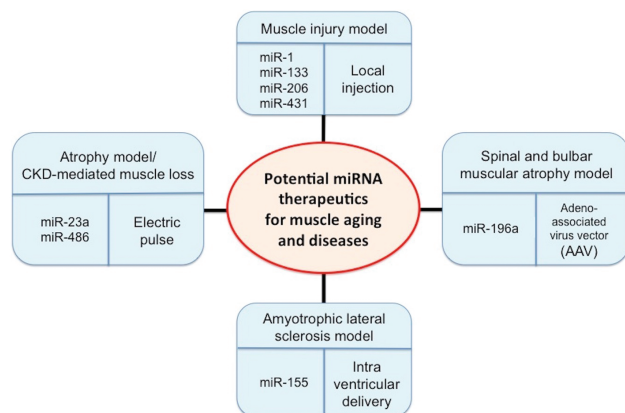 Muscle injury model
miR-1
miR-133
miR-206
miR-431
Local
injection
Atrophy model/
CKD-mediated muscle loss
miR-23a
miR-486
Electric
pulse
Potential miRNA
therapeutics
for muscle aging
and diseases
Spinal and bulbar
muscular atrophy model
miR-196a
Adeno-
associated
virus vector
(AAV)
Amyotrophic lateral
sclerosis model
miR-155
Intra
ventricular
delivery